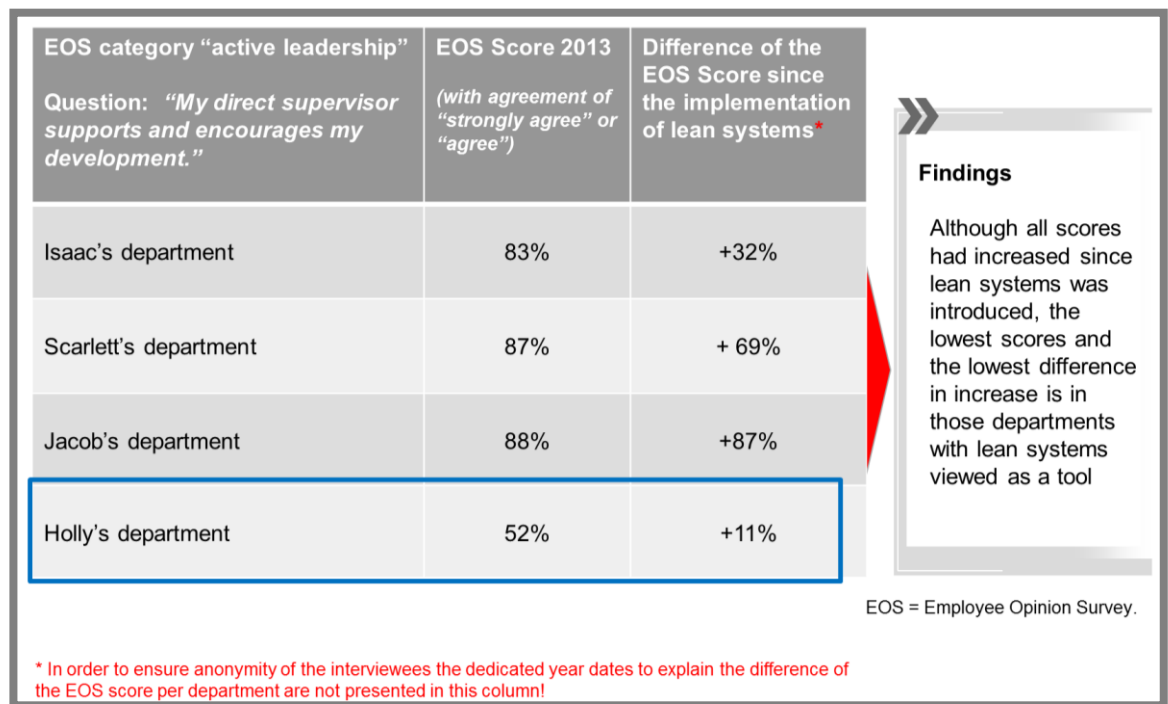 EOS category “active leadership”
Question: “My direct supervisor
supports and encourages my
development.”
EOS Score 2013
(with agreement of
“strongly agree” or
“agree”)
Difference of the
EOS Score since
the implementation
of lean systems*
Isaac’s department
83%
+32%
Scarlett’s department
87%
+ 69%
Jacob’s department
88%
+87%
Holly’s department
52%
+11%
Findings
Although all scores
had increased since
lean systems was
introduced, the
lowest scores and
the lowest difference
in increase is in
those departments
with lean systems
viewed as a tool
EOS = Employee Opinion Survey.
* In order to ensure anonymity of the interviewees the dedicated year dates to explain the difference of
the EOS score per department are not presented in this column!